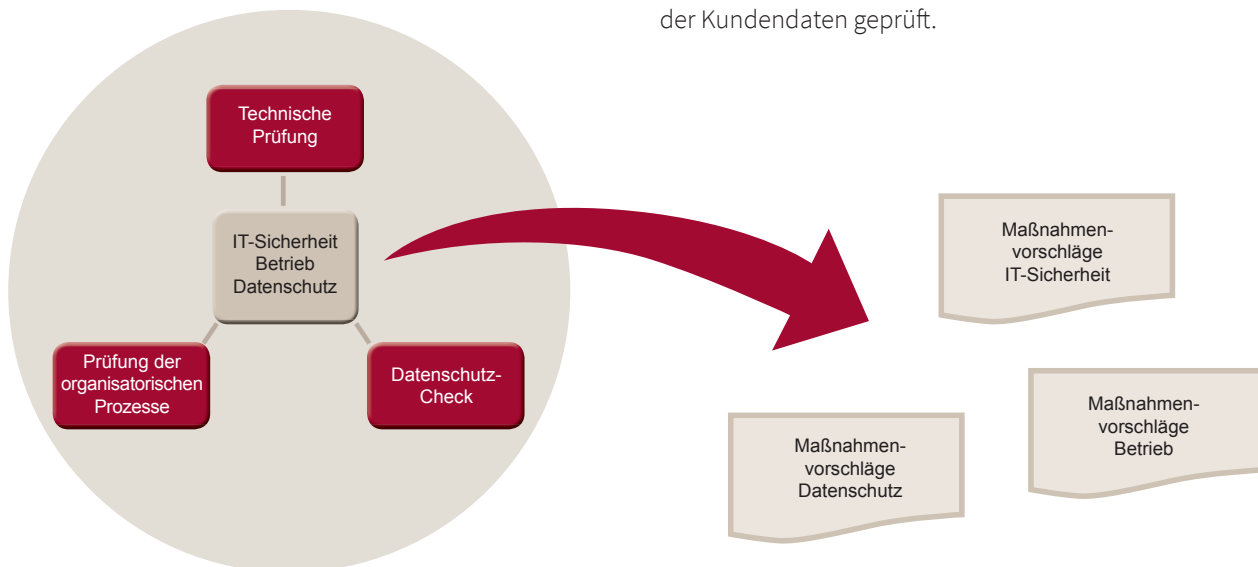 der Kundendaten geprüft.
Technische
Prüfung
IT-Sicherheit
Betrieb
Datenschutz
Prüfung der
organisatorischen
Prozesse
Datenschutz-
Check
Maßnahmen-
vorschläge
IT-Sicherheit
Maßnahmen-
vorschläge
Betrieb
Maßnahmen-
vorschläge
Datenschutz